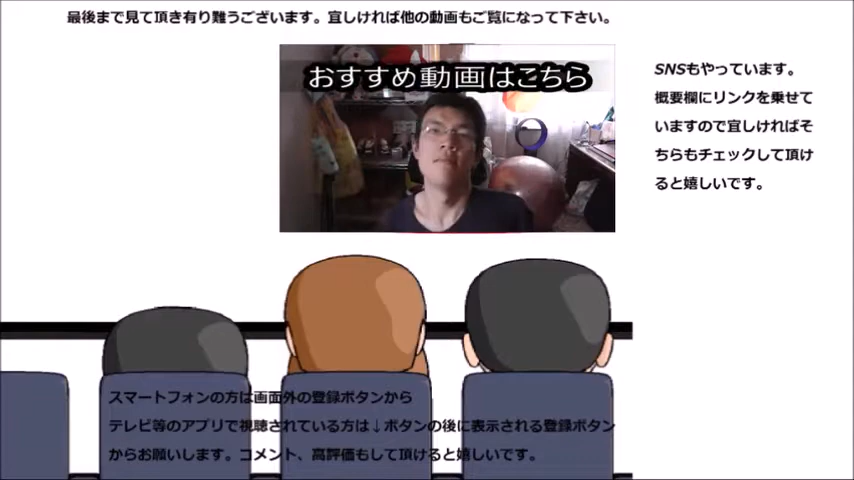 最後まで見て頂き有り難うございます。宜しければ他の動画もご覧になって下さい。
おすすめ動画はこちら
SNSもやっています。
概要欄にリンクを乗せて
いますので宜しければそ
ちらもチェックして頂け
ると嬉しいです。
スマートフォンの方は画面外の登録ボタンから
テレビ等のアプリで視聴されている方は↓ボタンの後に表示される登録ボタン
からお願いします。コメント、高評価もして頂けると嬉しいです。